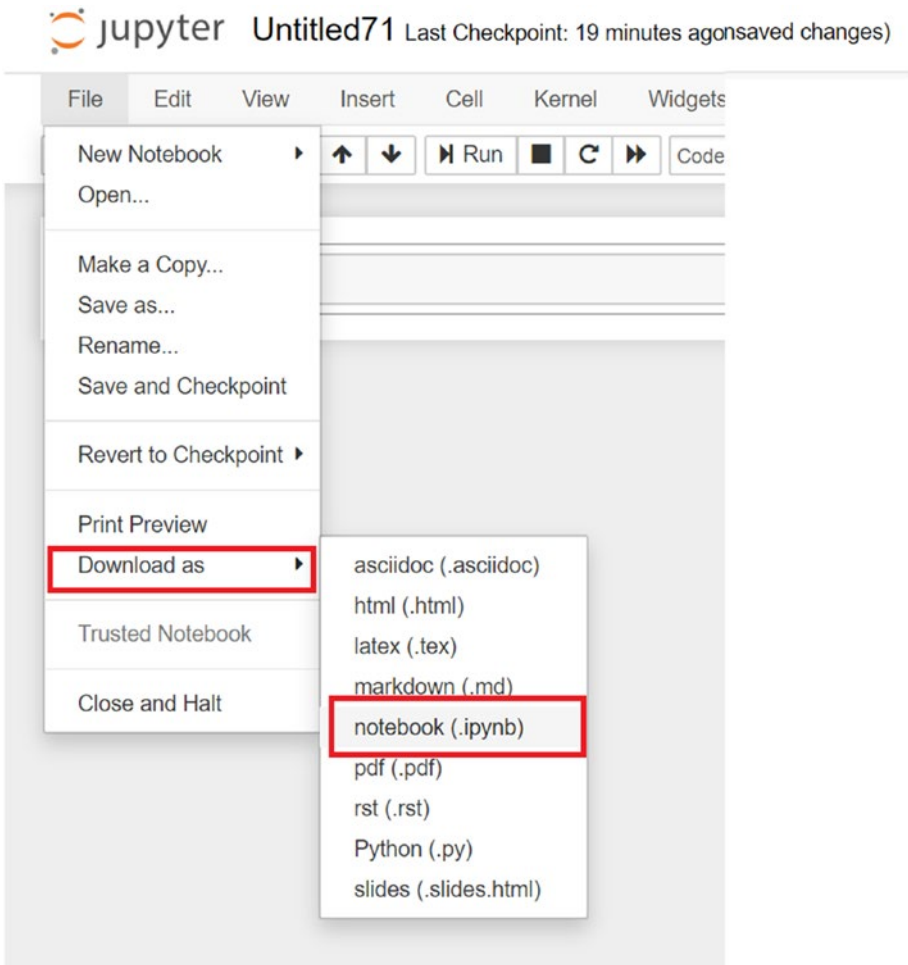 jupyter Untitled71 Last Checkpoint: 19 minutes agonsaved changes)
File Edit View Insert Cell Kernel Widgets
New Notebook
Run Code
Open...
Make a Copy...
Save as...
Rename...
Save and Checkpoint
Revert to Checkpoint
Print Preview
Download as
Trusted Notebook
Close and Halt
asciidoc (.asciidoc)
html (.html)
latex (.tex)
markdown (.md)
notebook (.ipynb)
pdf (.pdf)
rst (.rst)
Python (.py)
slides (.slides.html)